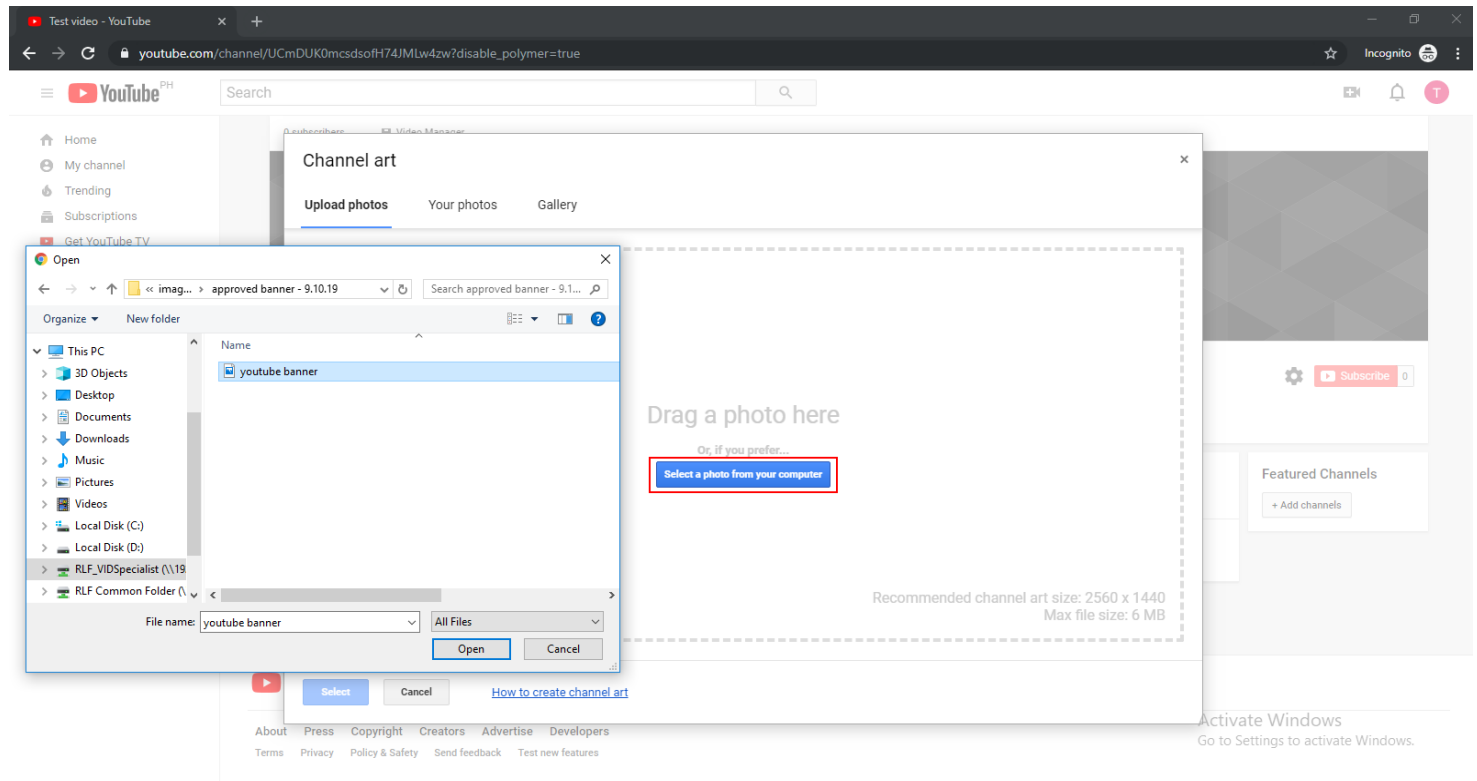 Test video - YouTube
youtube.com/channel/UCmDUK0mcsdsofH74JMLw4zw?disable_polymer=true
Incognito
YouTube PH
Search
T
Home
My channel
Trending
Subscriptions
Get YouTube TV
0 subscribers Video Manager
Channel art
Upload photos Your photos Gallery
Open
« imag... › approved banner - 9.10.19
Search approved banner - 9.1...
Organize New folder
This PC
3D Objects
Desktop
Documents
Downloads
Music
Pictures
Videos
Local Disk (C:)
Local Disk (D:)
RLF_VIDSpecialist (\\19
RLF Common Folder (\
Name
youtube banner
File name: youtube banner
All Files
Open Cancel
Drag a photo here
Or, if you prefer...
Select a photo from your computer
Recommended channel art size: 2560 x 1440
Max file size: 6 MB
Select Cancel How to create channel art
Subscribe 0
Featured Channels
+ Add channels
About Press Copyright Creators Advertise Developers
Terms Privacy Policy & Safety Send feedback Test new features
Activate Windows
Go to Settings to activate Windows.